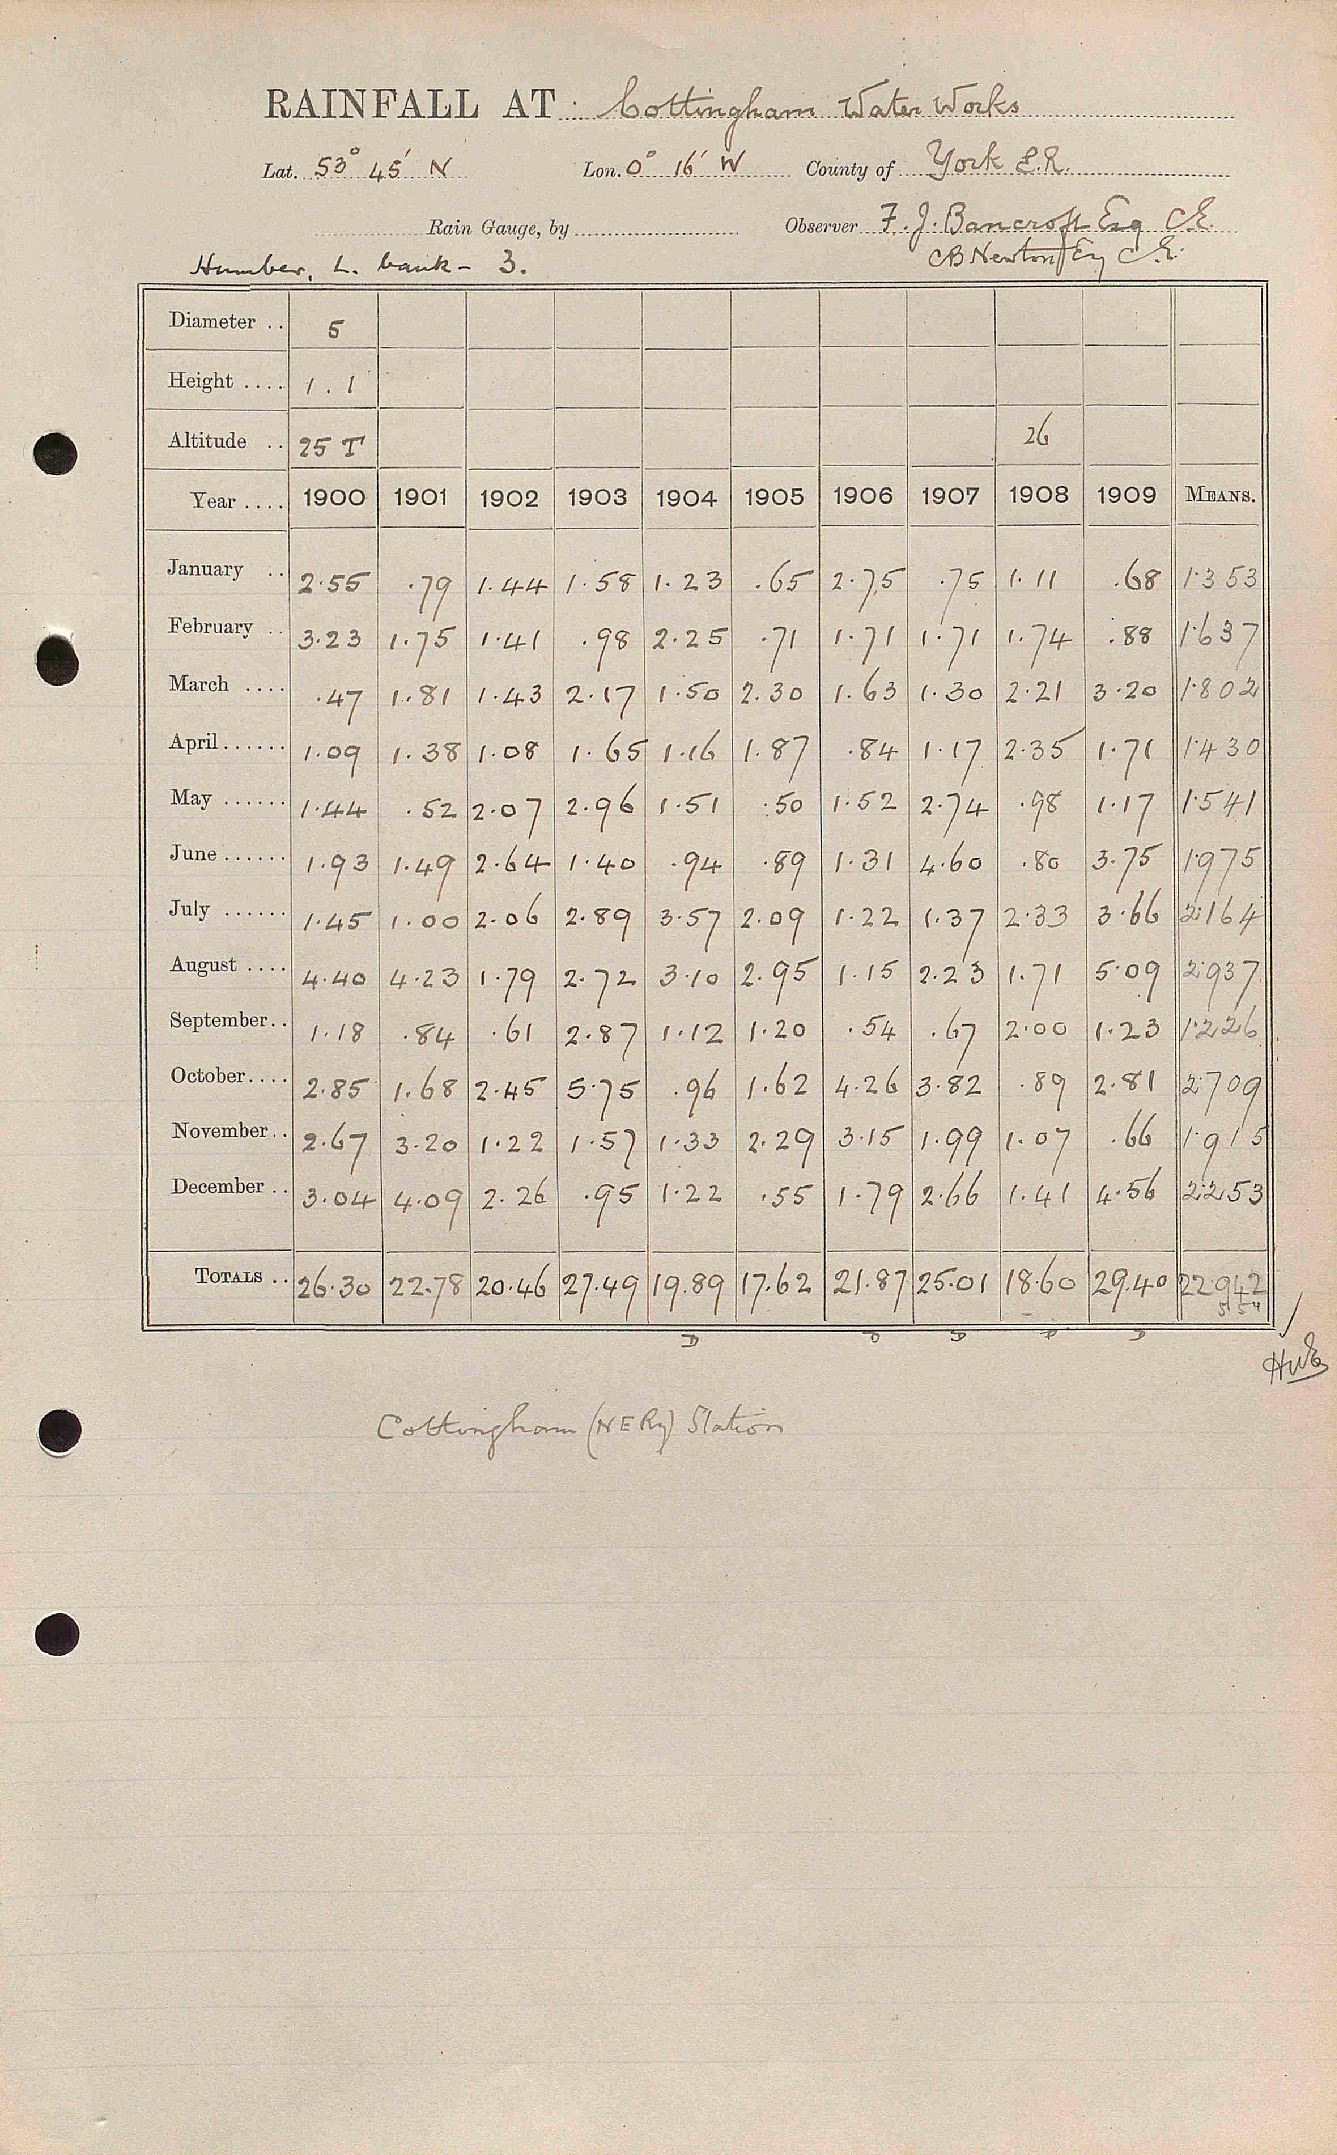 RAINFALL AT Cottingham Water Works
Lat. 53° 45' N Lon. 0° 16' W County of York E.R.
Rain Gauge, by Observer F. J. Bancroft Esq C.E.
Humber, L. bank - 3. C B Newton Esq C.E.
Diameter .. 5
Height .... 1 . 1
Altitude .. 25 T 26
Year .... 1900 1901 1902 1903 1904 1905 1906 1907 1908 1909 MEANS.
January .. 2.55 .79 1.44 1.58 1.23 .65 2.75 .75 1.11 .68 1.353
February .. 3.23 1.75 1.41 .98 2.25 .71 1.71 1.71 1.74 .88 1.637
March .... .47 1.81 1.43 2.17 1.50 2.30 1.63 1.30 2.21 3.20 1.802
April...... 1.09 1.38 1.08 1.65 1.16 1.87 .84 1.17 2.35 1.71 1.430
May ...... 1.44 .52 2.07 2.96 1.51 .50 1.52 2.74 .98 1.17 1.541
June ...... 1.93 1.49 2.64 1.40 .94 .89 1.31 4.60 .80 3.75 1.975
July ...... 1.45 1.00 2.06 2.89 3.57 2.09 1.22 1.37 2.33 3.66 2.164
August .... 4.40 4.23 1.79 2.72 3.10 2.95 1.15 2.23 1.71 5.09 2.937
September.. 1.18 .84 .61 2.87 1.12 1.20 .54 .67 2.00 1.23 1.226
October.... 2.85 1.68 2.45 5.75 .96 1.62 4.26 3.82 .89 2.81 2.709
November.. 2.67 3.20 1.22 1.57 1.33 2.29 3.15 1.99 1.07 .66 1.915
December .. 3.04 4.09 2.26 .95 1.22 .55 1.79 2.66 1.41 4.56 2.253
TOTALS .. 26.30 22.78 20.46 27.49 19.89 17.62 21.87 25.01 18.60 29.40 22.942
D D D D D
Cottingham (NERy) Station